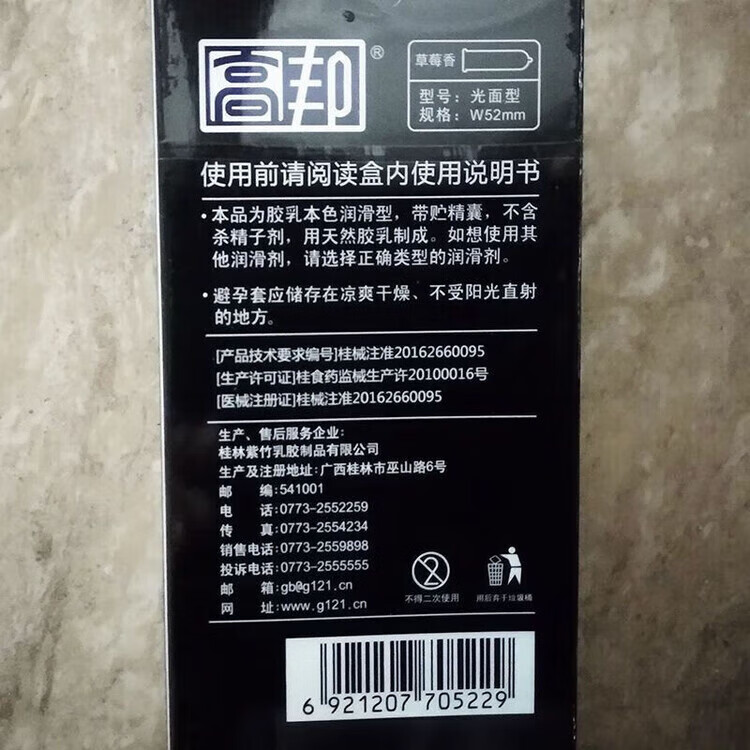 高邦®
草莓香
型号：光面型
规格：W52mm
使用前请阅读盒内使用说明书
·本品为胶乳本色润滑型，带贮精囊，不含
杀精子剂，用天然胶乳制成。如想使用其
他润滑剂，请选择正确类型的润滑剂。
·避孕套应储存在凉爽干燥、不受阳光直射
的地方。
[产品技术要求编号]桂械注准20162660095
[生产许可证]桂食药监械生产许20100016号
[医械注册证]桂械注准20162660095
生产、售后服务企业：
桂林紫竹乳胶制品有限公司
生产及注册地址:广西桂林市巫山路6号
邮 编:541001
电 话:0773-2552259
传 真:0773-2554234
销售电话:0773-2559898
投诉电话:0773-2555555
邮 箱:gb@g121.cn
网 址:www.g121.cn
不得二次使用
用后弃于垃圾桶
6 921207 705229